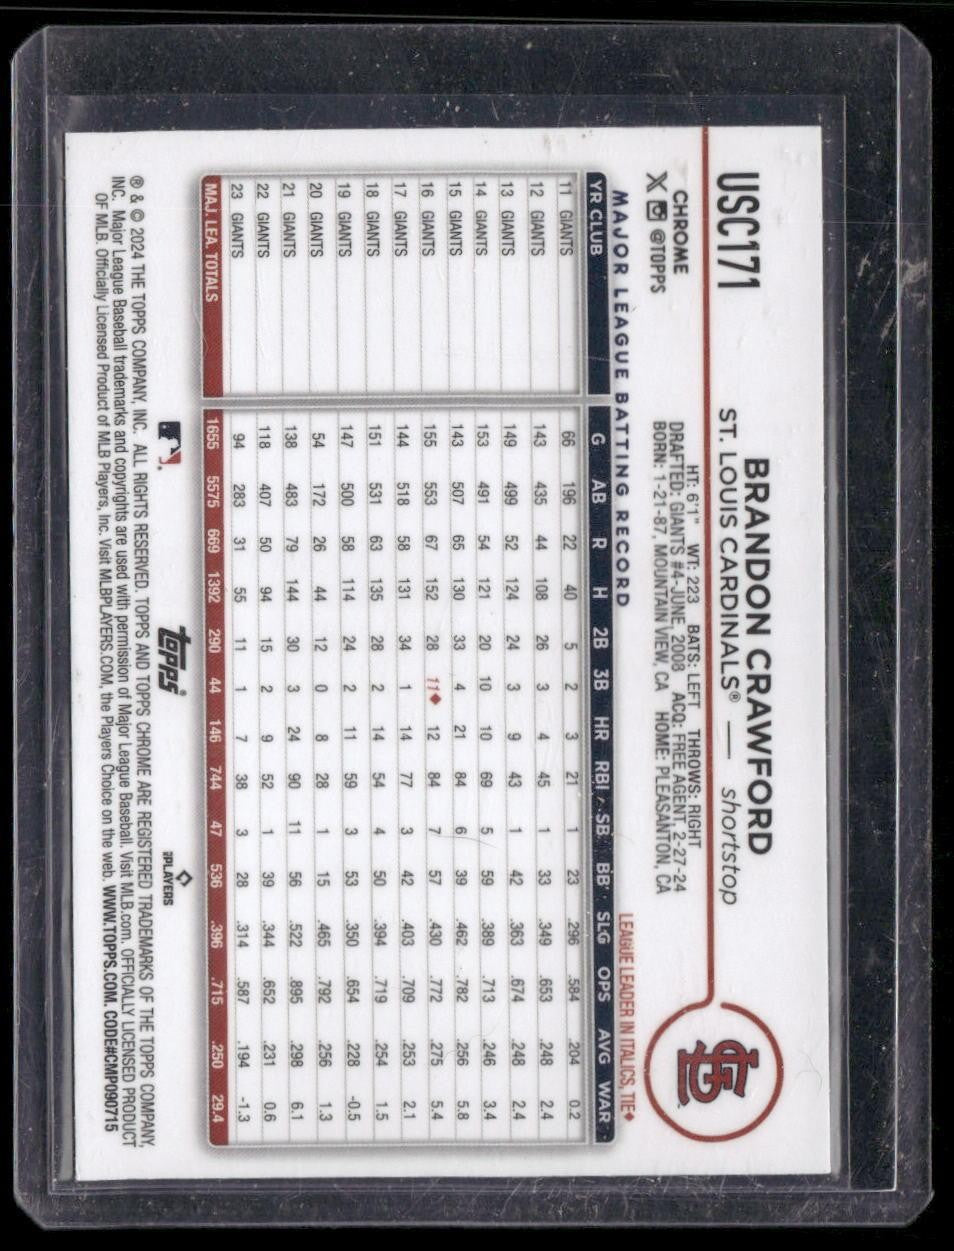 USC171
BRANDON CRAWFORD
ST. LOUIS CARDINALS® — shortstop
CHROME
@TOPPS
HT: 6'1" WT: 223 BATS: LEFT THROWS: RIGHT
DRAFTED: GIANTS #4-JUNE, 2008 ACQ: FREE AGENT, 2-27-24
BORN: 1-21-87, MOUNTAIN VIEW, CA HOME: PLEASANTON, CA
MAJOR LEAGUE BATTING RECORD
LEAGUE LEADER IN ITALICS, TIE♦
YR CLUB G AB R H 2B 3B HR RBI SB BB SLG OPS AVG WAR
11 GIANTS 66 196 22 40 5 2 3 21 1 23 .296 .584 .204 0.2
12 GIANTS 143 435 44 108 26 3 4 45 1 33 .349 .653 .248 2.4
13 GIANTS 149 499 52 124 24 3 9 43 1 42 .363 .674 .248 2.4
14 GIANTS 153 491 54 121 20 10 10 69 5 59 .389 .713 .246 3.4
15 GIANTS 143 507 65 130 33 4 21 84 6 39 .462 .782 .256 5.8
16 GIANTS 155 553 67 152 28 11♦ 12 84 7 57 .430 .772 .275 5.4
17 GIANTS 144 518 58 131 34 1 14 77 3 42 .403 .709 .253 2.1
18 GIANTS 151 531 63 135 28 2 14 54 4 50 .394 .719 .254 1.5
19 GIANTS 147 500 58 114 24 2 11 59 3 53 .350 .654 .228 -0.5
20 GIANTS 54 172 26 44 12 0 8 28 1 15 .465 .792 .256 1.3
21 GIANTS 138 483 79 144 30 3 24 90 11 56 .522 .895 .298 6.1
22 GIANTS 118 407 50 94 15 2 9 52 1 39 .344 .652 .231 0.6
23 GIANTS 94 283 31 55 11 1 7 38 3 28 .314 .587 .194 -1.3
MAJ. LEA. TOTALS 1655 5575 669 1392 290 44 146 744 47 536 .396 .715 .250 29.4
topps
PLAYERS
® & © 2024 THE TOPPS COMPANY, INC. ALL RIGHTS RESERVED. TOPPS AND TOPPS CHROME ARE REGISTERED TRADEMARKS OF THE TOPPS COMPANY,
INC. Major League Baseball trademarks and copyrights are used with permission of Major League Baseball. Visit MLB.com. OFFICIALLY LICENSED PRODUCT
OF MLB. Officially Licensed Product of MLB Players, Inc. Visit MLBPLAYERS.COM, the Players Choice on the web. WWW.TOPPS.COM. CODE#CMP090715